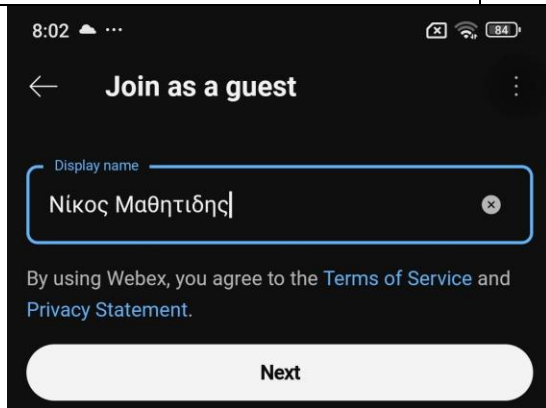 8:02 ...
84
Join as a guest
Display name
Νίκος Μαθητιδης
By using Webex, you agree to the Terms of Service and
Privacy Statement.
Next